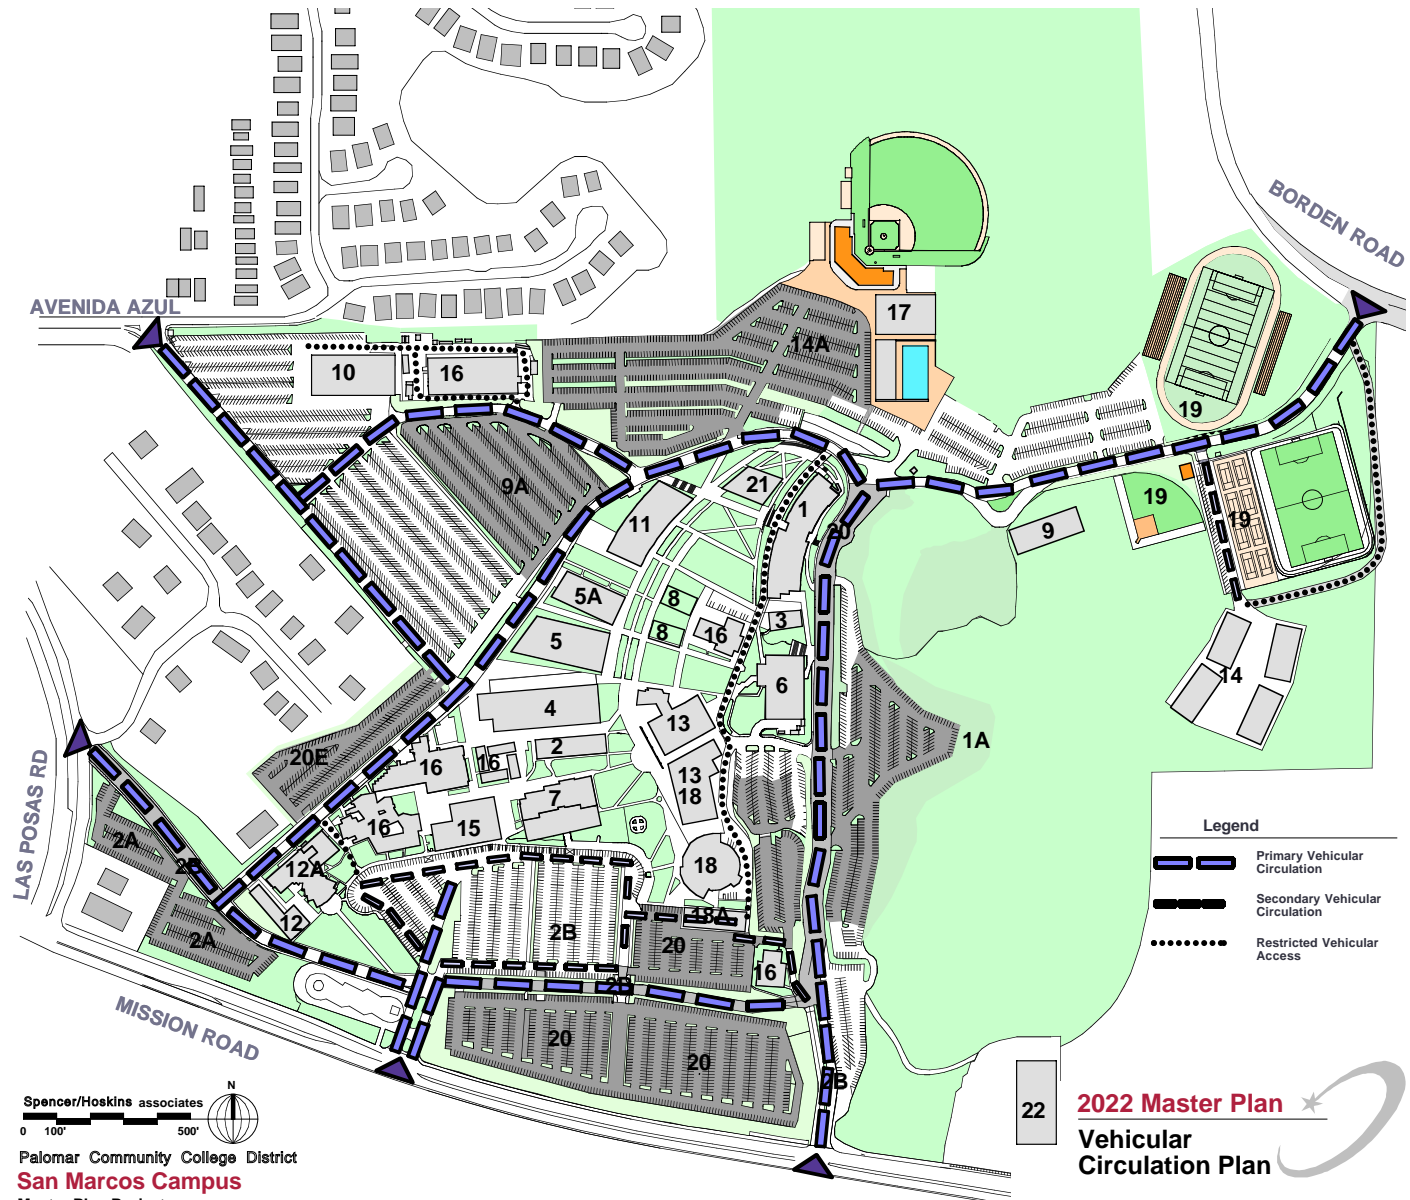 BORDEN ROAD
AVENIDA AZUL
17
14A
10
16
19
9A
21
1
11
20
9
19
19
5A
8
8
16
3
5
6
14
4
13
1A
2
16
16
20E
13
18
7
15
16
LAS POSAS RD
2A
2B
12A
18
Legend
Primary Vehicular
Circulation
Secondary Vehicular
Circulation
Restricted Vehicular
Access
12
18A
2A
2B
20
16
2B
MISSION ROAD
20
20
2B
22
N
Spencer/Hoskins associates
0 100' 500'
Palomar Community College District
San Marcos Campus
2022 Master Plan
Vehicular
Circulation Plan